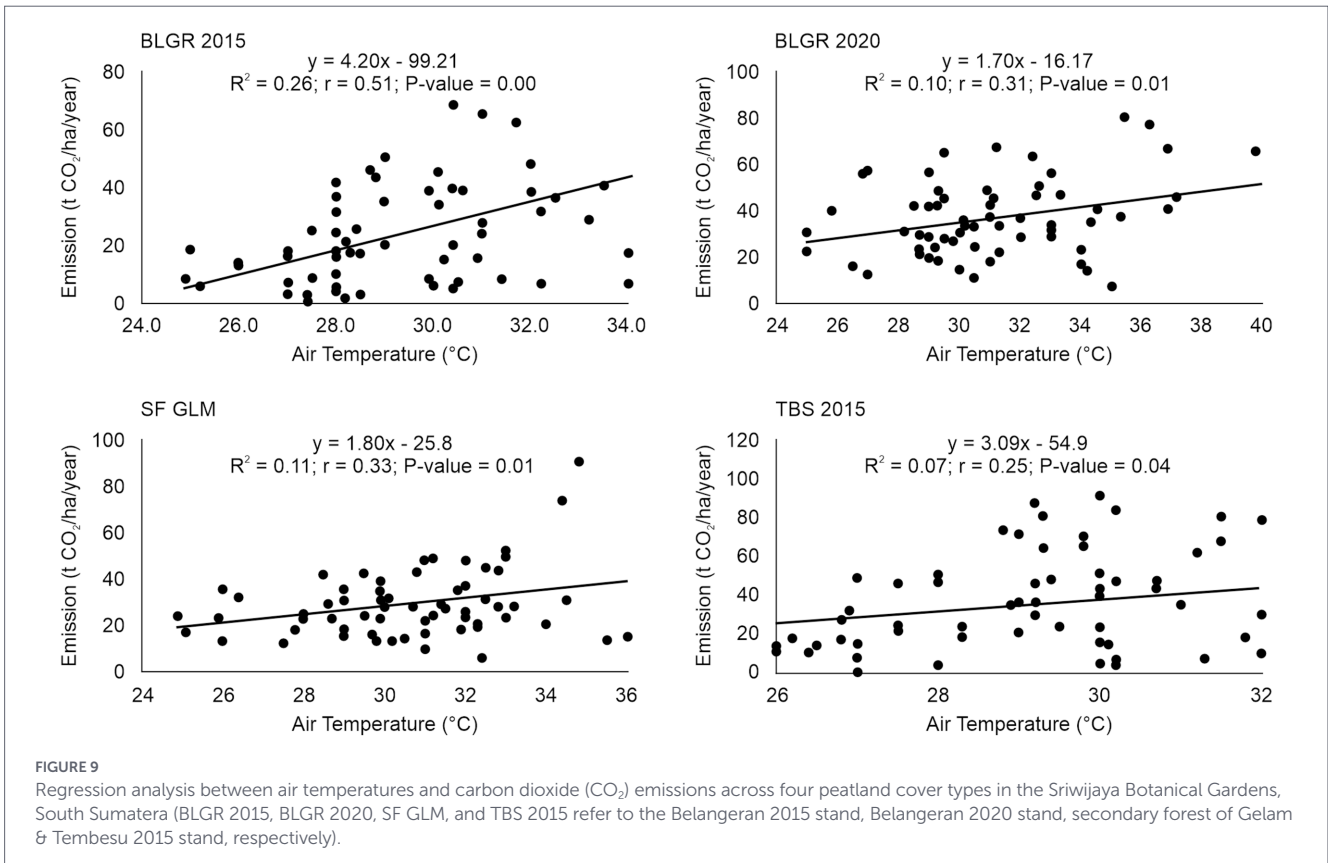 BLGR 2015
y = 4.20x - 99.21
R² = 0.26; r = 0.51; P-value = 0.00
Emission (t CO₂/ha/year)
80
60
40
20
0
24.0 26.0 28.0 30.0 32.0 34.0
Air Temperature (°C)
BLGR 2020
y = 1.70x - 16.17
R² = 0.10; r = 0.31; P-value = 0.01
Emission (t CO₂/ha/year)
100
80
60
40
20
0
24 26 28 30 32 34 36 38 40
Air Temperature (°C)
SF GLM
y = 1.80x - 25.8
R² = 0.11; r = 0.33; P-value = 0.01
Emission (t CO₂/ha/year)
100
80
60
40
20
0
24 26 28 30 32 34 36
Air Temperature (°C)
TBS 2015
y = 3.09x - 54.9
R² = 0.07; r = 0.25; P-value = 0.04
Emission (t CO₂/ha/year)
120
100
80
60
40
20
0
26 28 30 32
Air Temperature (°C)
FIGURE 9
Regression analysis between air temperatures and carbon dioxide (CO₂) emissions across four peatland cover types in the Sriwijaya Botanical Gardens,
South Sumatera (BLGR 2015, BLGR 2020, SF GLM, and TBS 2015 refer to the Belangeran 2015 stand, Belangeran 2020 stand, secondary forest of Gelam
& Tembesu 2015 stand, respectively).